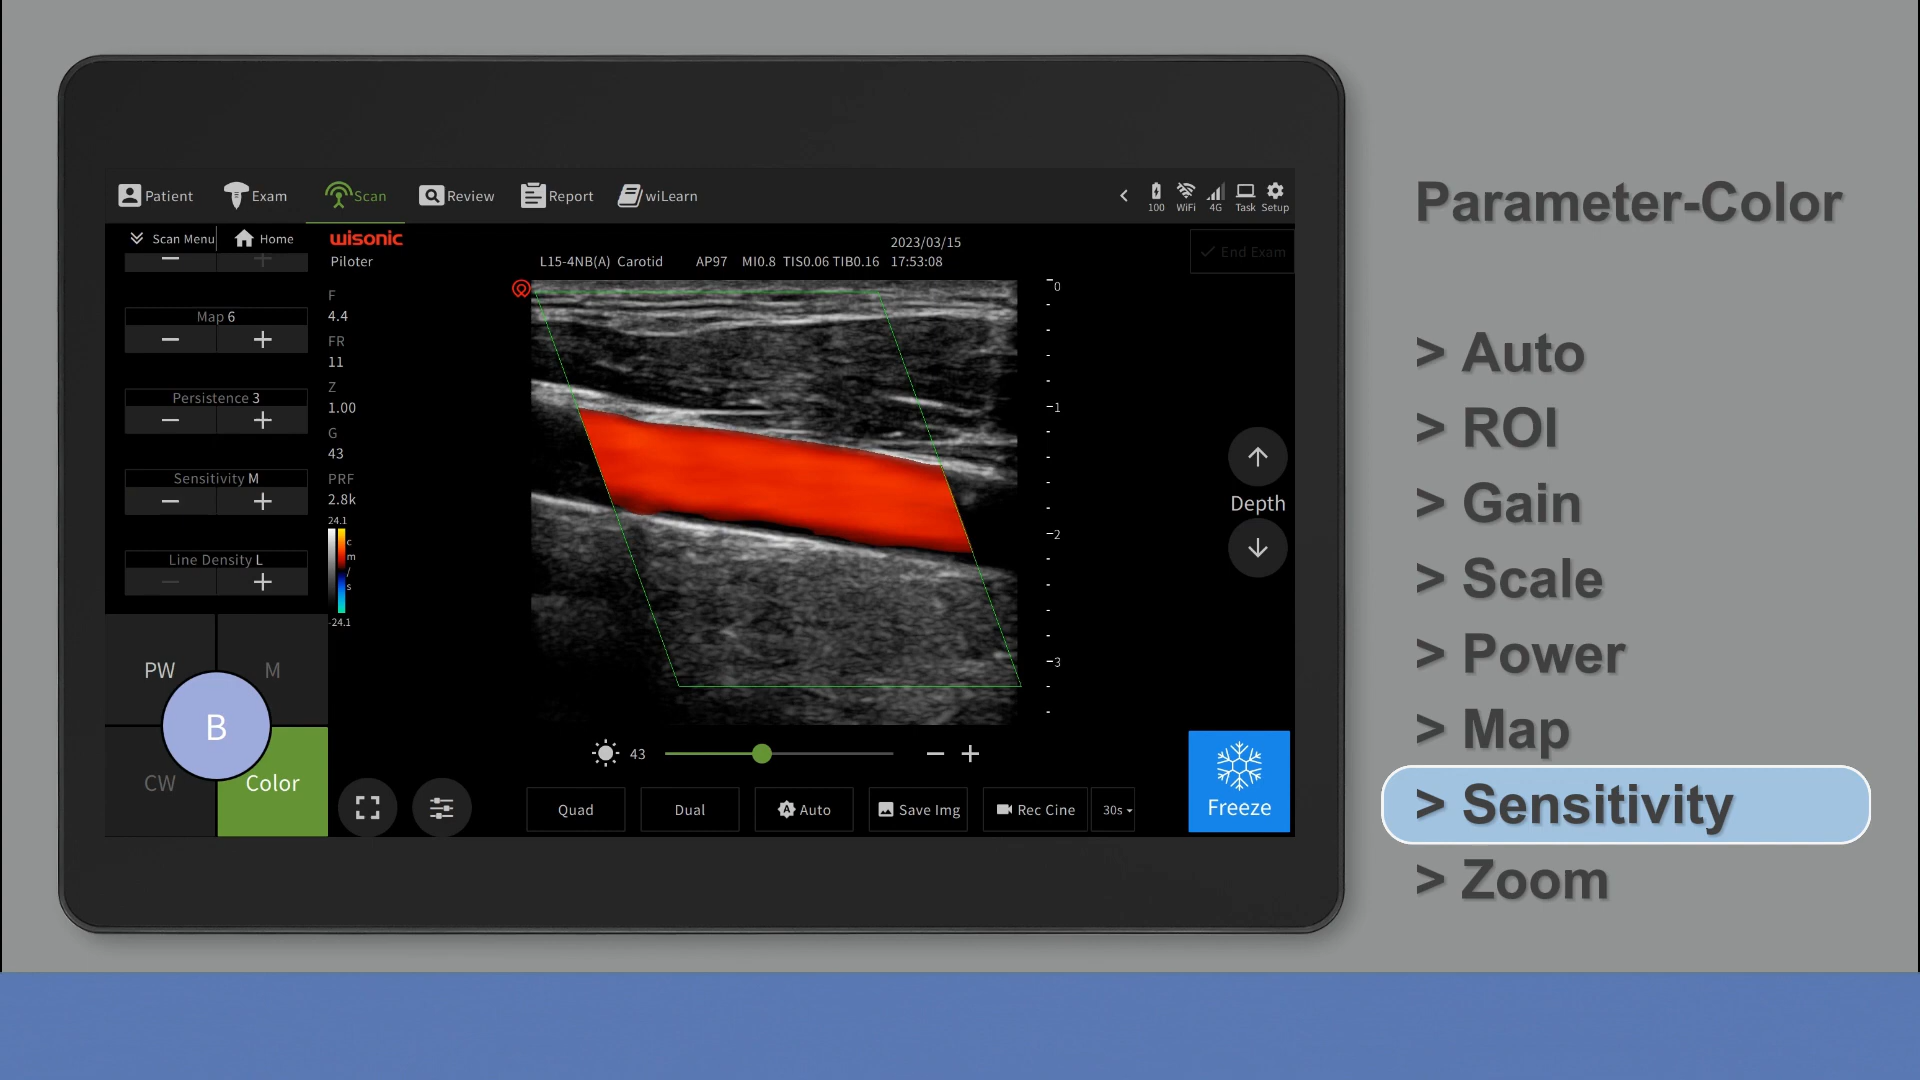 Patient
Exam
Scan
Review
Report
wiLearn
100
WiFi
4G
Task
Setup
Scan Menu
Home
wisonic
Piloter
L15-4NB(A) Carotid AP97 MI0.8 TIS0.06 TIB0.16
2023/03/15
17:53:08
End Exam
Map 6
Persistence 3
Sensitivity M
Line Density L
F
4.4
FR
11
Z
1.00
G
43
PRF
2.8k
24.1
c
m
/
s
-24.1
0
1
2
3
Depth
PW
M
B
CW
Color
43
Quad
Dual
A Auto
Save Img
Rec Cine
30s
Freeze
Parameter-Color
> Auto
> ROI
> Gain
> Scale
> Power
> Map
> Sensitivity
> Zoom